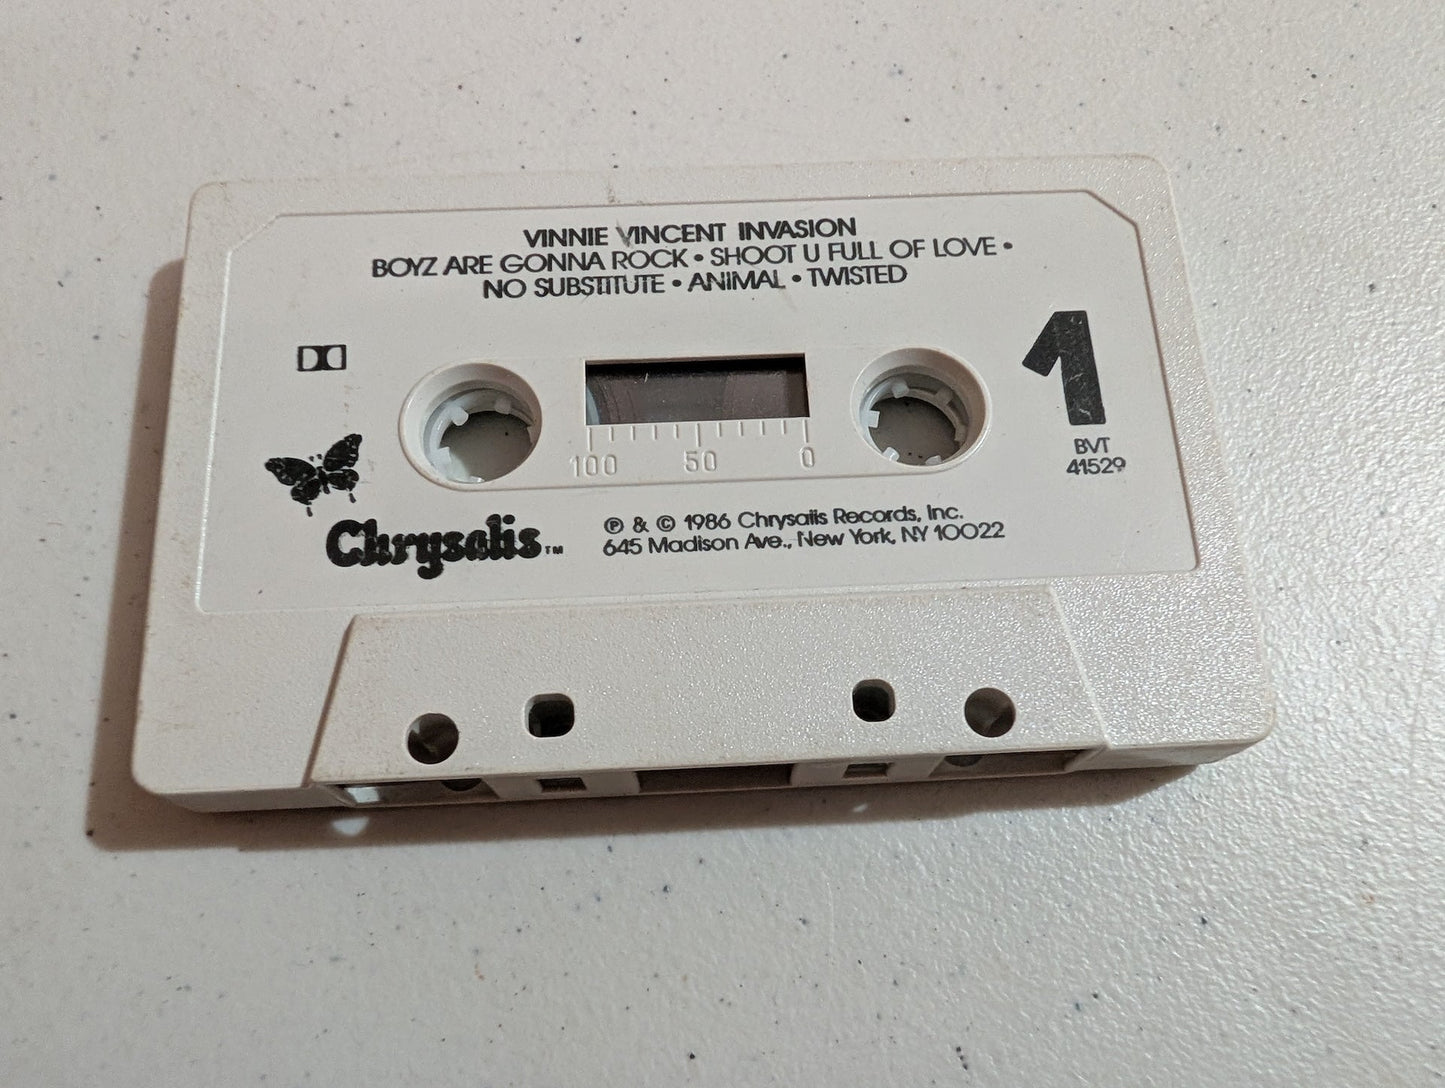 VINNIE VINCENT INVASION
BOYZ ARE GONNA ROCK • SHOOT U FULL OF LOVE •
NO SUBSTITUTE • ANIMAL • TWISTED
1
BVT
41529
100 50 0
Chrysalis™
℗ & © 1986 Chrysalis Records, Inc.
645 Madison Ave., New York, NY 10022